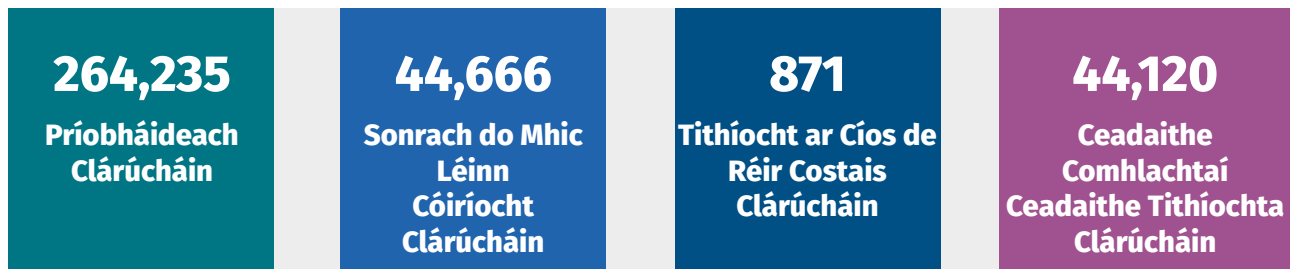 264,235
Príobháideach
Clárúcháin
44,666
Sonrach do Mhic
Léinn
Cóiríocht
Clárúcháin
871
Tithíocht ar Cíos de
Réir Costais
Clárúcháin
44,120
Ceadaithe
Comhlachtaí
Ceadaithe Tithíochta
Clárúcháin